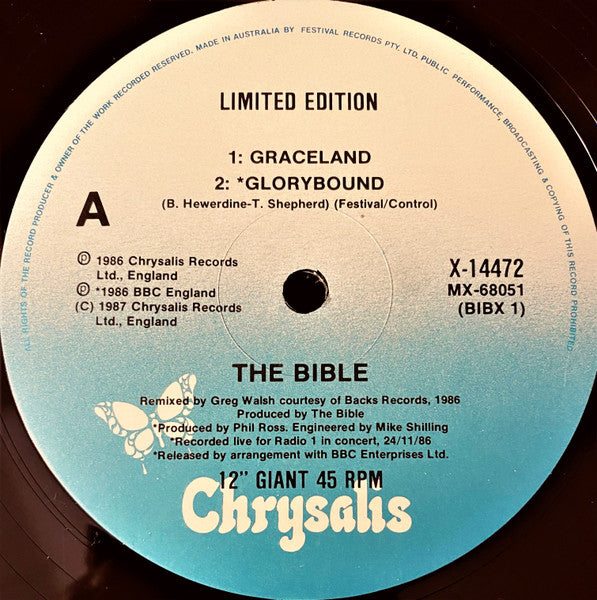 ALL RIGHTS OF THE RECORD PRODUCER & OWNER OF THE WORK RECORDED RESERVED. MADE IN AUSTRALIA BY FESTIVAL RECORDS PTY. LTD. PUBLIC PERFORMANCE, BROADCASTING & COPYING OF THIS RECORD PROHIBITED
LIMITED EDITION
1: GRACELAND
2: *GLORYBOUND
(B. Hewerdine-T. Shepherd) (Festival/Control)
A
℗ 1986 Chrysalis Records
Ltd., England
℗ *1986 BBC England
(C) 1987 Chrysalis Records
Ltd., England
X-14472
MX-68051
(BIBX 1)
THE BIBLE
Remixed by Greg Walsh courtesy of Backs Records, 1986
Produced by The Bible
*Produced by Phil Ross. Engineered by Mike Shilling
*Recorded live for Radio 1 in concert, 24/11/86
*Released by arrangement with BBC Enterprises Ltd.
12" GIANT 45 RPM
Chrysalis